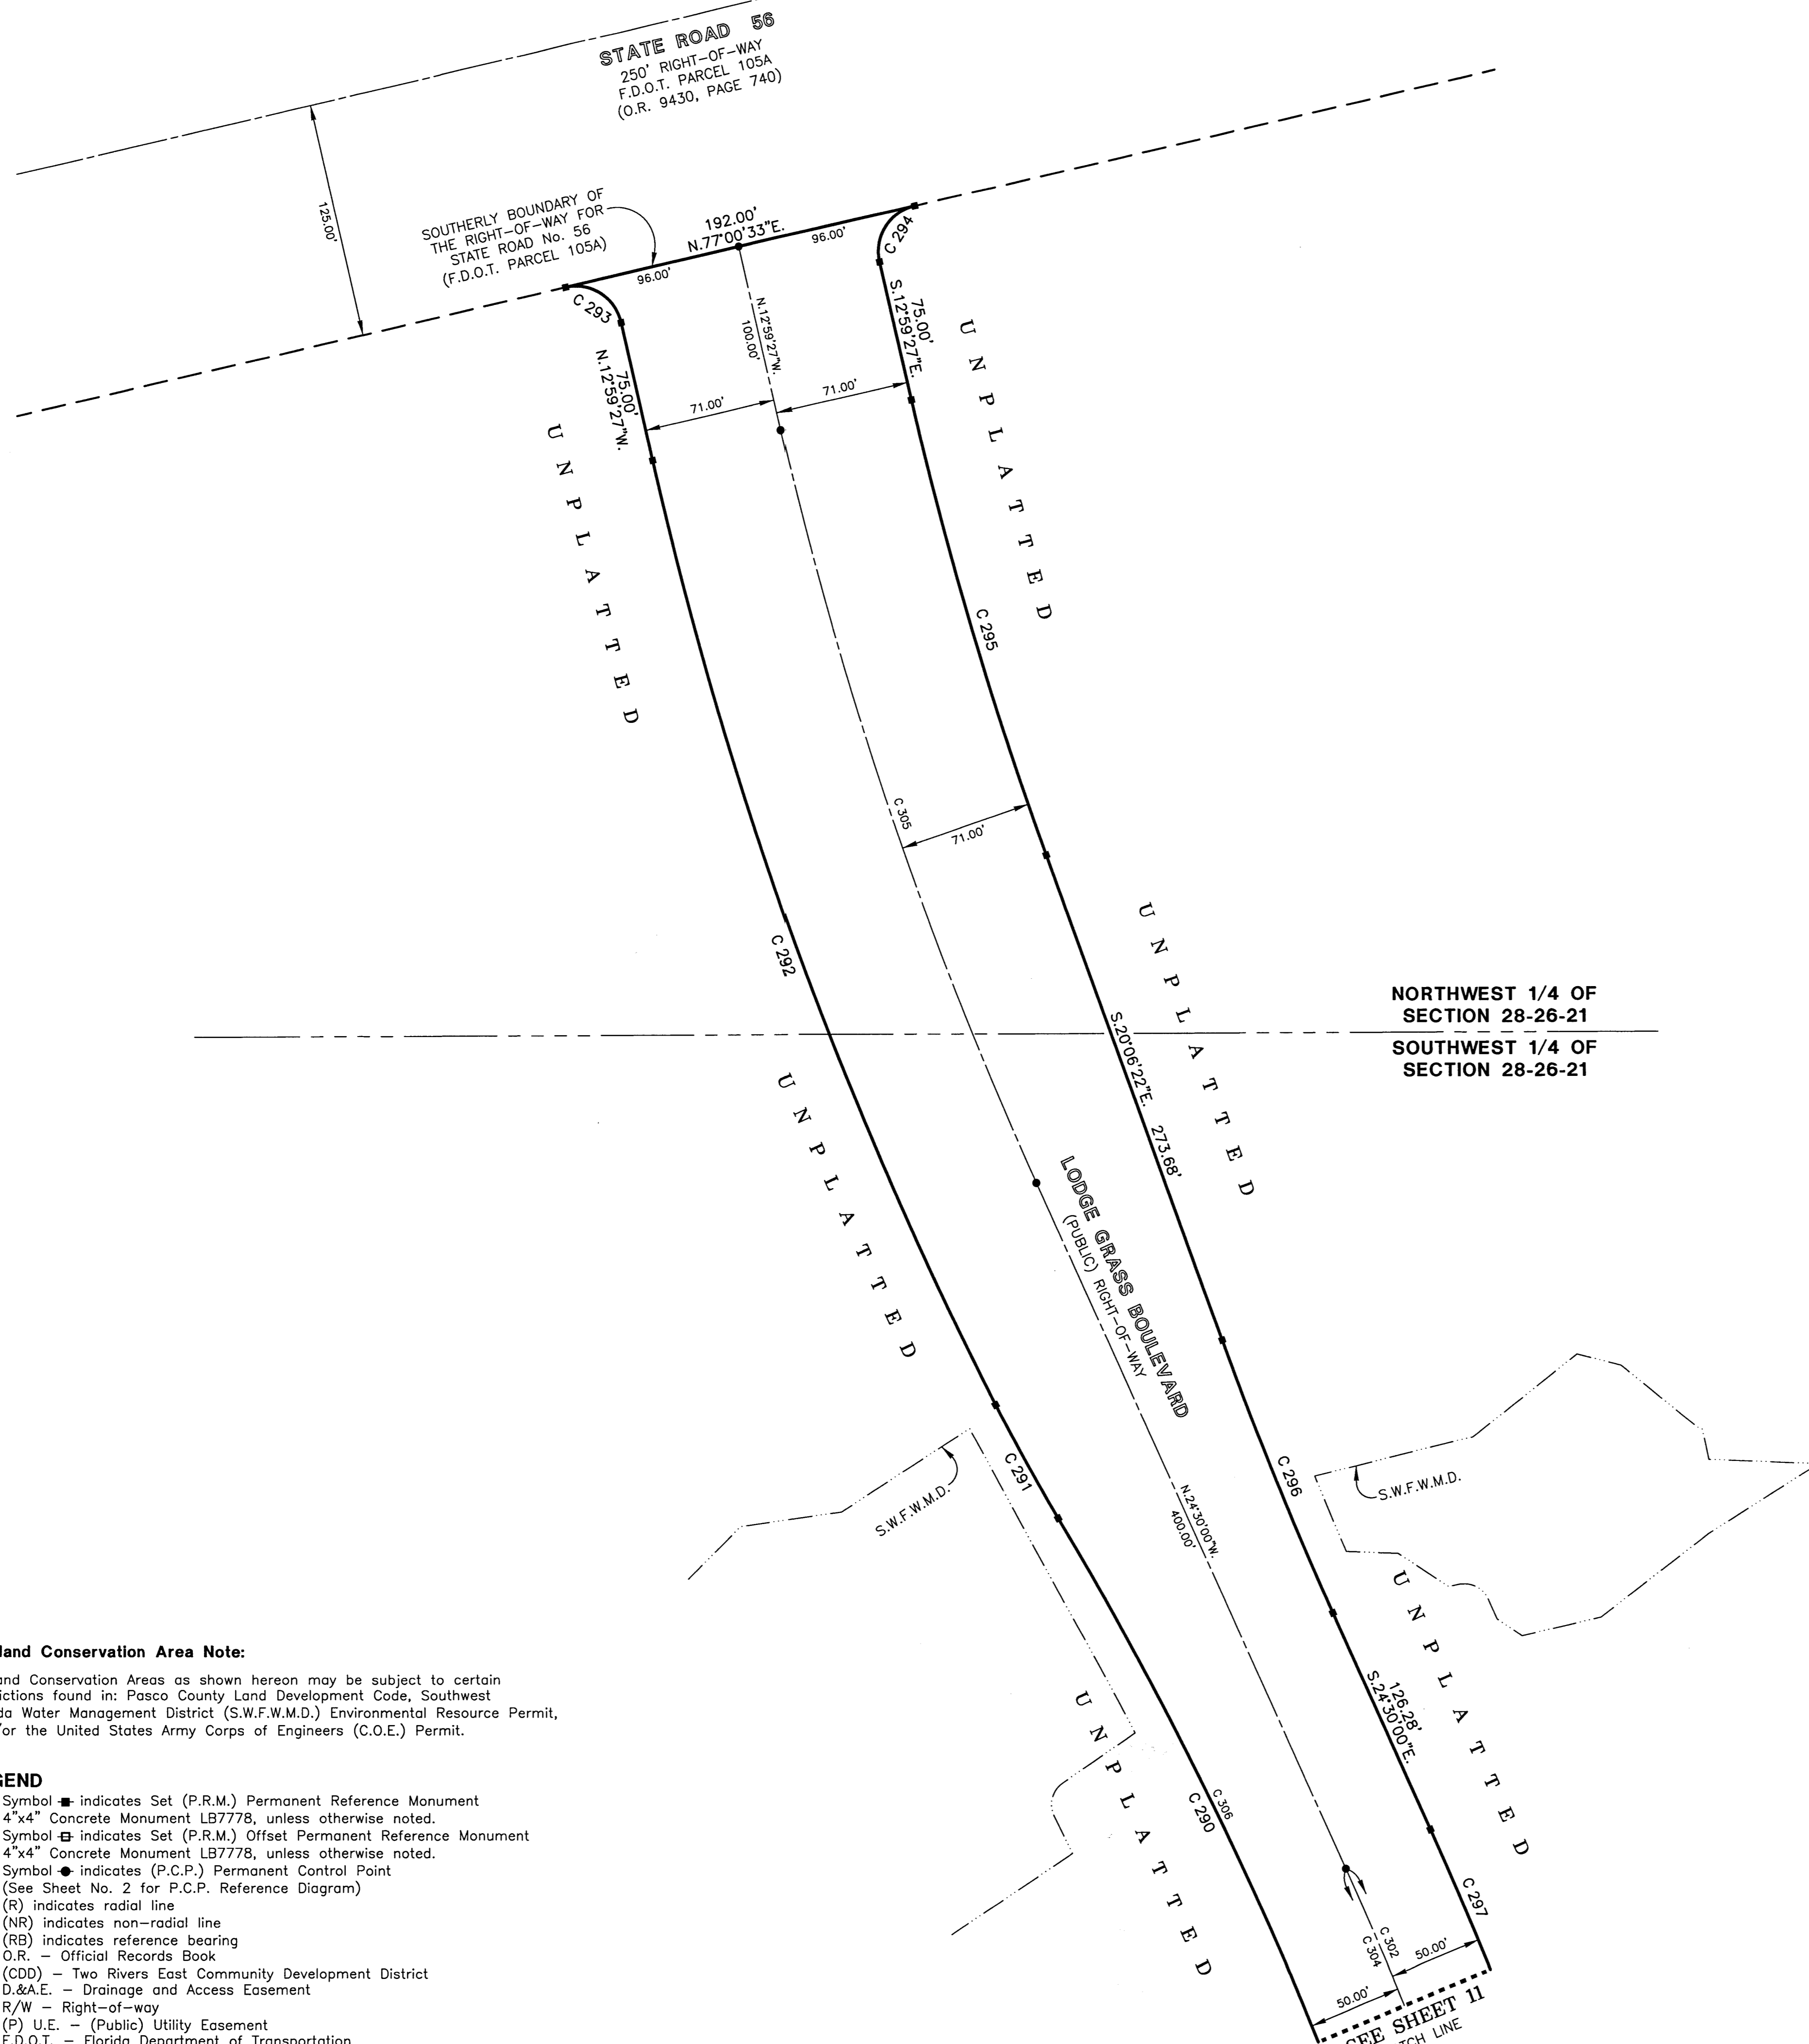 STATE ROAD 56
250' RIGHT-OF-WAY
F.D.O.T. PARCEL 105A
(O.R. 9430, PAGE 740)
125.00'
SOUTHERLY BOUNDARY OF
THE RIGHT-OF-WAY FOR
STATE ROAD No. 56
(F.D.O.T. PARCEL 105A)
192.00'
N.77°00'33"E.
96.00'
96.00'
C 293
C 294
75.00'
N.12°59'27"W.
N.12°59'27"W.
100.00'
75.00'
S.12°59'27"E.
71.00'
71.00'
UNPLATTED
UNPLATTED
C 295
C 305
71.00'
C 292
UNPLATTED
S.20°06'22"E. 273.68'
NORTHWEST 1/4 OF
SECTION 28-26-21
SOUTHWEST 1/4 OF
SECTION 28-26-21
UNPLATTED
LODGE GRASS BOULEVARD
(PUBLIC) RIGHT-OF-WAY
C 291
S.W.F.W.M.D.
N.24°30'00"W.
400.00'
C 296
S.W.F.W.M.D.
UNPLATTED
126.28'
S.24°30'00"E.
UNPLATTED
C 306
C 290
C 297
C 302
C 304
50.00'
50.00'
SEE SHEET 11
LINE
land Conservation Area Note:
and Conservation Areas as shown hereon may be subject to certain
ictions found in: Pasco County Land Development Code, Southwest
da Water Management District (S.W.F.W.M.D.) Environmental Resource Permit,
/or the United States Army Corps of Engineers (C.O.E.) Permit.
GEND
Symbol indicates Set (P.R.M.) Permanent Reference Monument
4"x4" Concrete Monument LB7778, unless otherwise noted.
Symbol indicates Set (P.R.M.) Offset Permanent Reference Monument
4"x4" Concrete Monument LB7778, unless otherwise noted.
Symbol indicates (P.C.P.) Permanent Control Point
(See Sheet No. 2 for P.C.P. Reference Diagram)
(R) indicates radial line
(NR) indicates non-radial line
(RB) indicates reference bearing
O.R. - Official Records Book
(CDD) - Two Rivers East Community Development District
D.&A.E. - Drainage and Access Easement
R/W - Right-of-way
(P) U.E. - (Public) Utility Easement
F.D.O.T. - Florida Department of Transportation